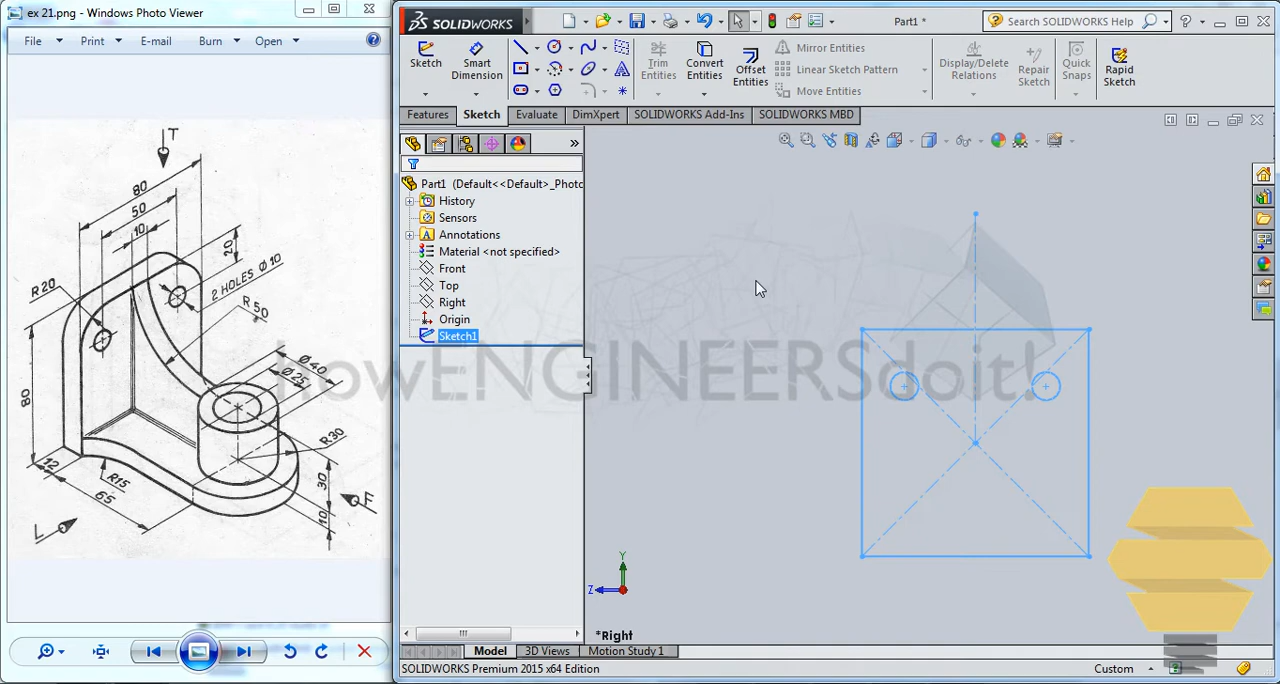 ex 21.png - Windows Photo Viewer
File Print E-mail Burn Open
T
80
50
10
20
R 20
2 HOLES Ø 10
R 50
Ø40
Ø25
80
R30
12
R15
65
30
10
F
L
SOLIDWORKS
Part1 *
Search SOLIDWORKS Help
?
Sketch
Smart Dimension
Trim Entities
Convert Entities
Offset Entities
Mirror Entities
Linear Sketch Pattern
Move Entities
Display/Delete Relations
Repair Sketch
Quick Snaps
Rapid Sketch
Features Sketch Evaluate DimXpert SOLIDWORKS Add-Ins SOLIDWORKS MBD
Part1 (Default<<Default>_Photo
History
Sensors
Annotations
Material <not specified>
Front
Top
Right
Origin
Sketch1
howENGINEERSdoit!
Y
Z
*Right
Model 3D Views Motion Study 1
SOLIDWORKS Premium 2015 x64 Edition
Custom